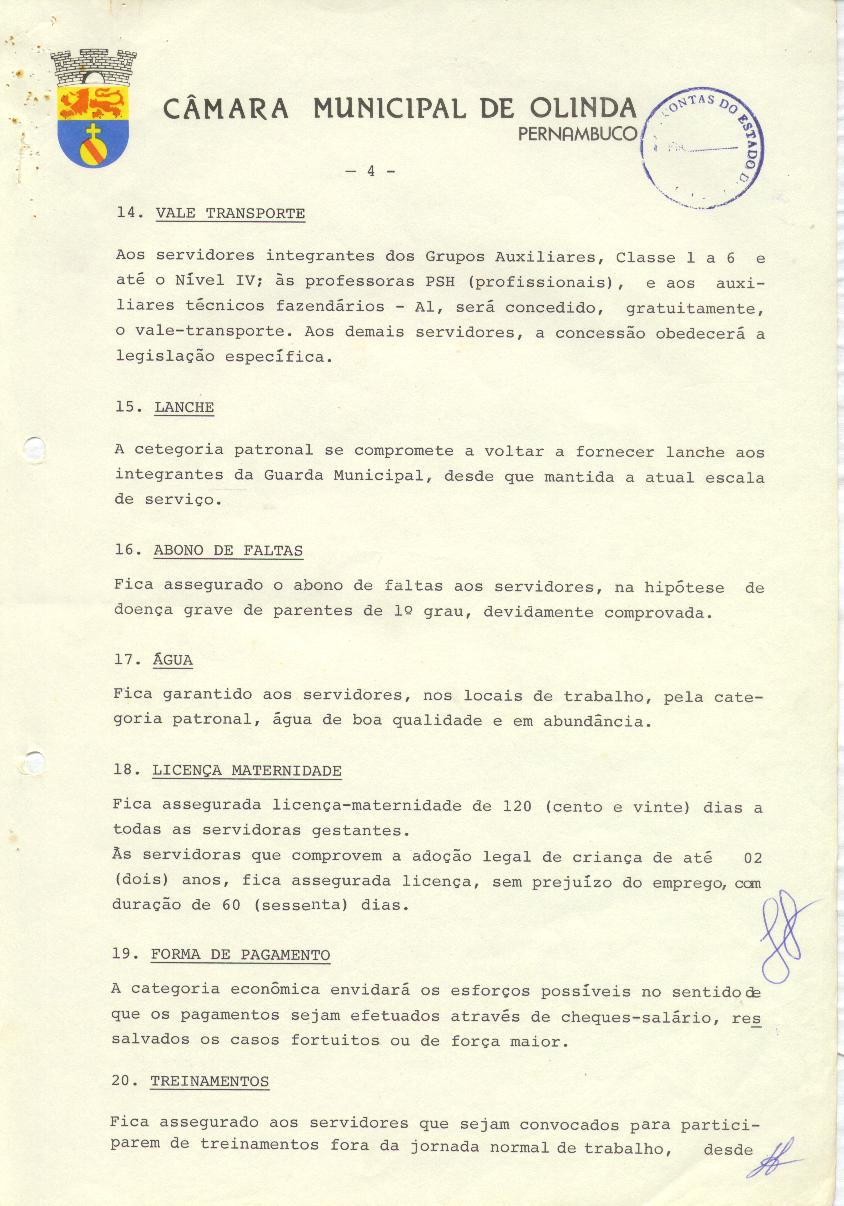 CÂMARA MUNICIPAL DE OLINDA
PERNAMBUCO
CONTAS DO ESTADO D
— 4 -
14. VALE TRANSPORTE
Aos servidores integrantes dos Grupos Auxiliares, Classe 1 a 6 e
até o Nível IV; às professoras PSH (profissionais), e aos auxi-
liares técnicos fazendários - A1, será concedido, gratuitamente,
o vale-transporte. Aos demais servidores, a concessão obedecerá a
legislação específica.
15. LANCHE
A cetegoria patronal se compromete a voltar a fornecer lanche aos
integrantes da Guarda Municipal, desde que mantida a atual escala
de serviço.
16. ABONO DE FALTAS
Fica assegurado o abono de faltas aos servidores, na hipótese de
doença grave de parentes de 1º grau, devidamente comprovada.
17. ÁGUA
Fica garantido aos servidores, nos locais de trabalho, pela cate-
goria patronal, água de boa qualidade e em abundância.
18. LICENÇA MATERNIDADE
Fica assegurada licença-maternidade de 120 (cento e vinte) dias a
todas as servidoras gestantes.
Às servidoras que comprovem a adoção legal de criança de até 02
(dois) anos, fica assegurada licença, sem prejuízo do emprego, com
duração de 60 (sessenta) dias.
19. FORMA DE PAGAMENTO
A categoria econômica envidará os esforços possíveis no sentido de
que os pagamentos sejam efetuados através de cheques-salário, res
salvados os casos fortuitos ou de força maior.
20. TREINAMENTOS
Fica assegurado aos servidores que sejam convocados para partici-
parem de treinamentos fora da jornada normal de trabalho, desde